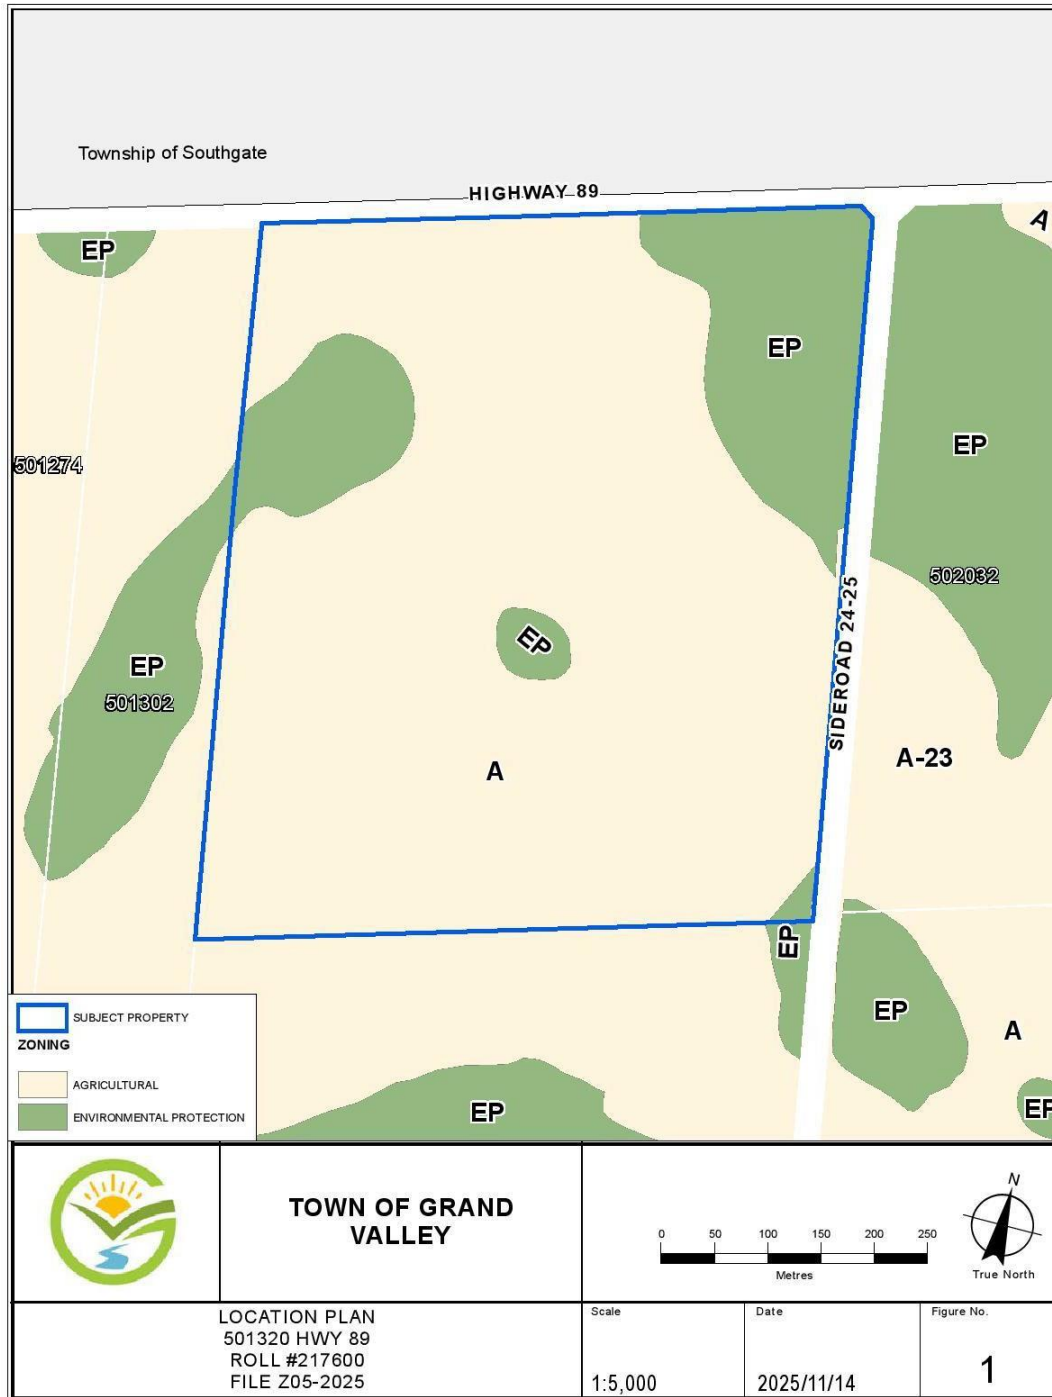 Township of Southgate
HIGHWAY 89
EP
A
EP
EP
501274
502032
SIDEROAD 24-25
EP
EP
501302
A-23
A
EP
EP
A
EP
EP
SUBJECT PROPERTY
ZONING
AGRICULTURAL
ENVIRONMENTAL PROTECTION
TOWN OF GRAND
VALLEY
0 50 100 150 200 250
Metres
N
True North
LOCATION PLAN
501320 HWY 89
ROLL #217600
FILE Z05-2025
Scale
1:5,000
Date
2025/11/14
Figure No.
1